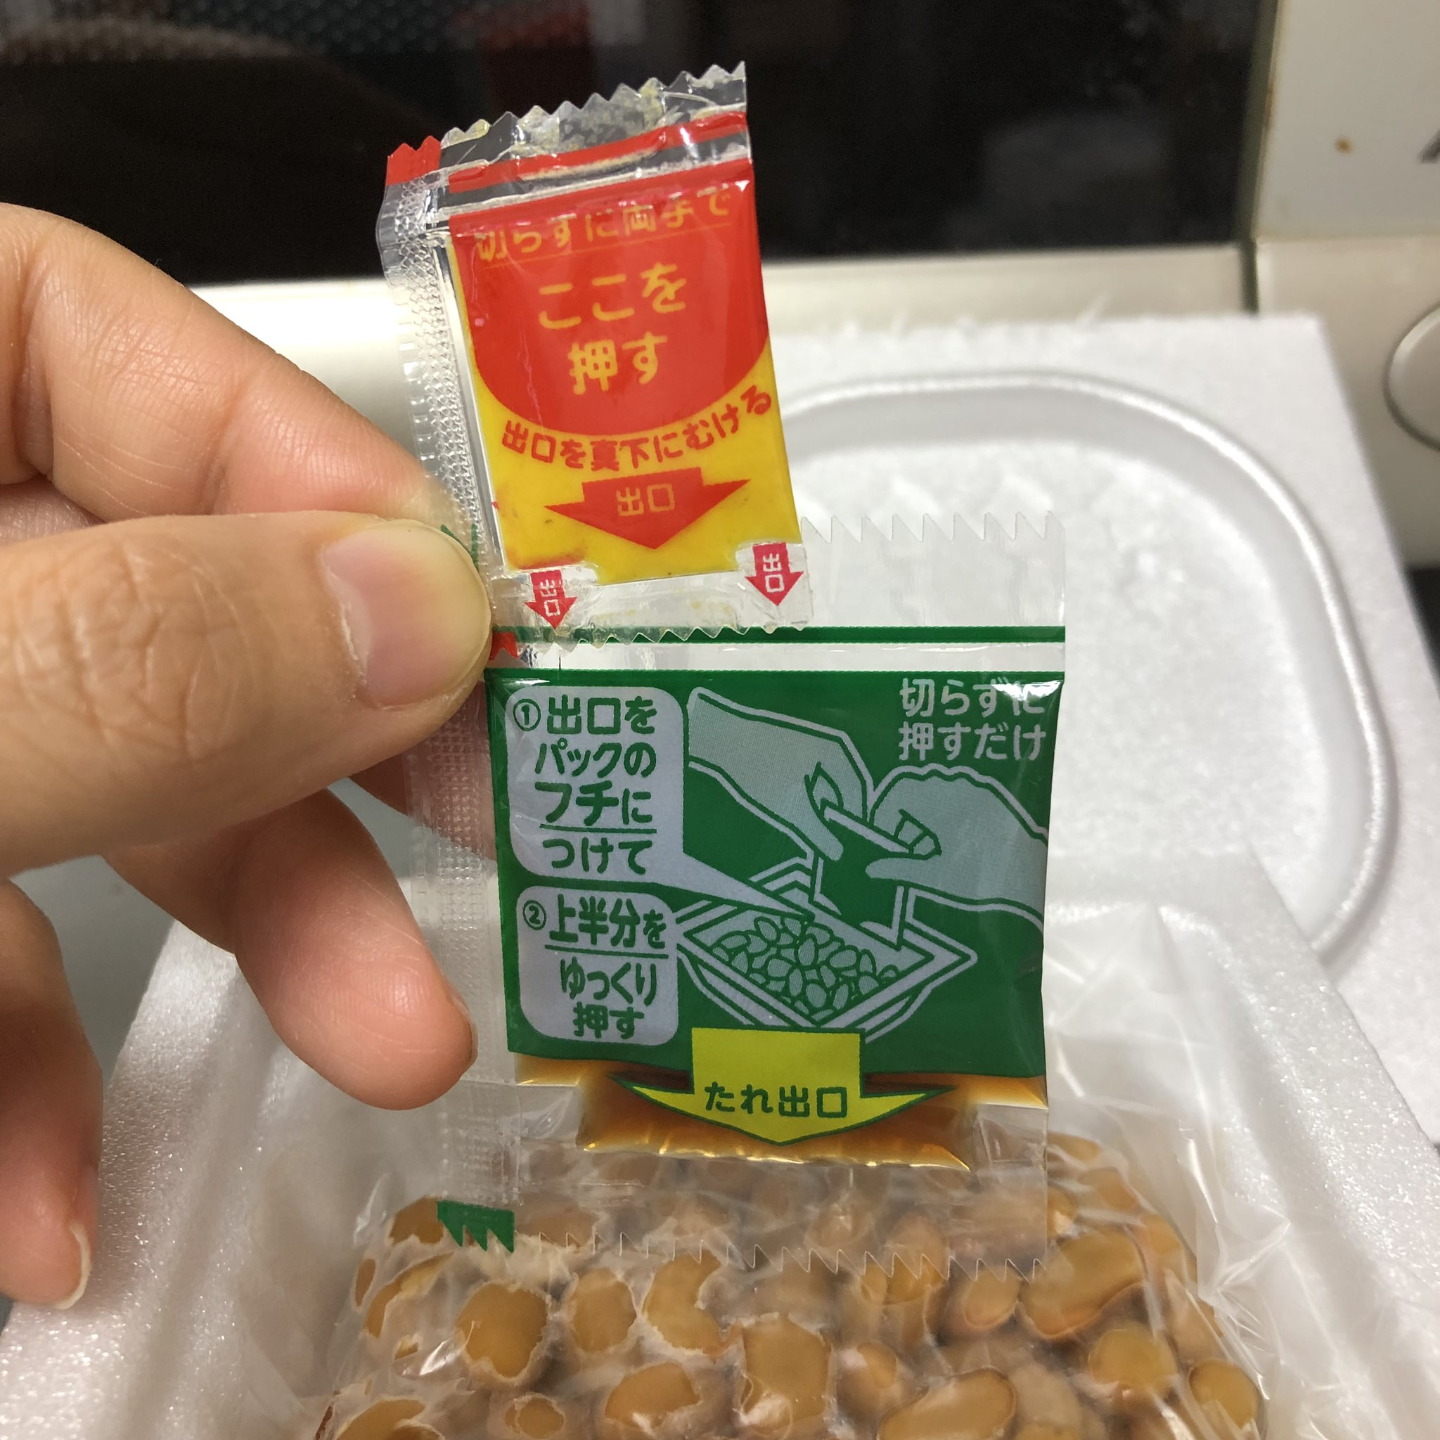 切らずに両手で
ここを
押す
出口を真下にむける
出口
出口
出口
切らずに
押すだけ
①出口を
パックの
フチに
つけて
②上半分を
ゆっくり
押す
たれ出口